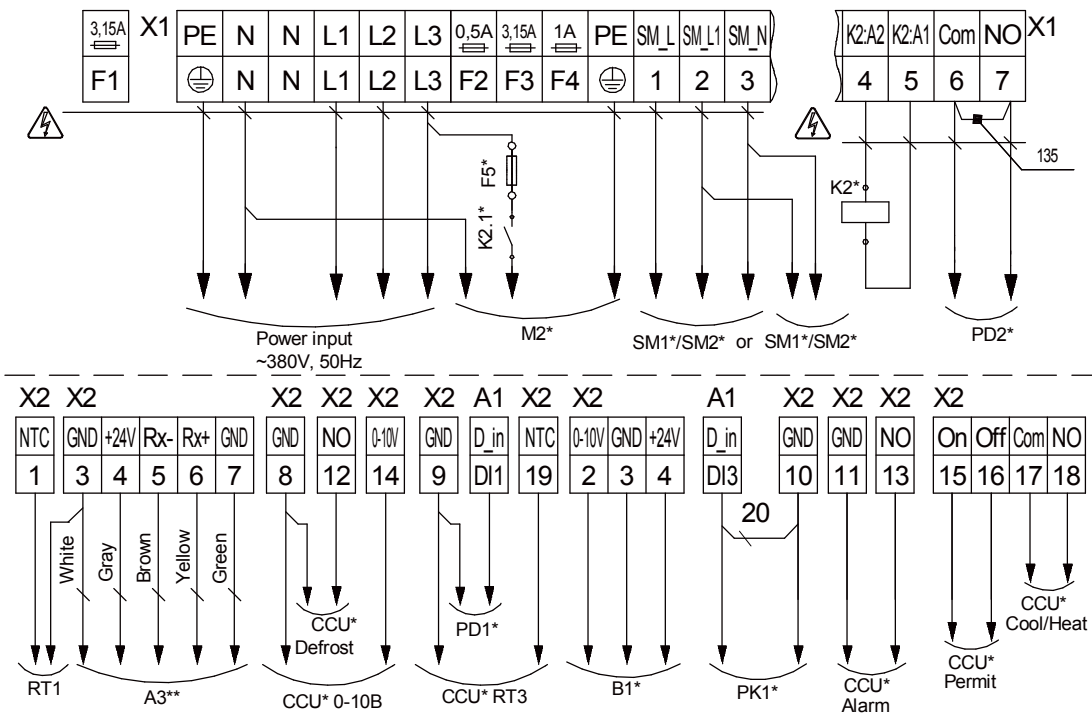 3,15A X1 PE N N L1 L2 L3 0,5A 3,15A 1A PE SM_L SM_L1 SM_N K2:A2 K2:A1 Com NO X1
F1 N N L1 L2 L3 F2 F3 F4 1 2 3 4 5 6 7
135
F5*
K2.1*
K2*
Power input
~380V, 50Hz
M2*
SM1*/SM2* or SM1*/SM2*
PD2*
X2 X2 X2 X2 X2 X2 A1 X2 X2 A1 X2 X2 X2 X2
NTC GND +24V Rx- Rx+ GND GND NO 0-10V GND D_in NTC 0-10V GND +24V D_in GND GND NO On Off Com NO
1 3 4 5 6 7 8 12 14 9 DI1 19 2 3 4 DI3 10 11 13 15 16 17 18
20
White
Gray
Brown
Yellow
Green
CCU*
Defrost
PD1*
CCU*
Cool/Heat
RT1
A3**
CCU* 0-10B
CCU* RT3
B1*
PK1*
CCU*
Alarm
CCU*
Permit